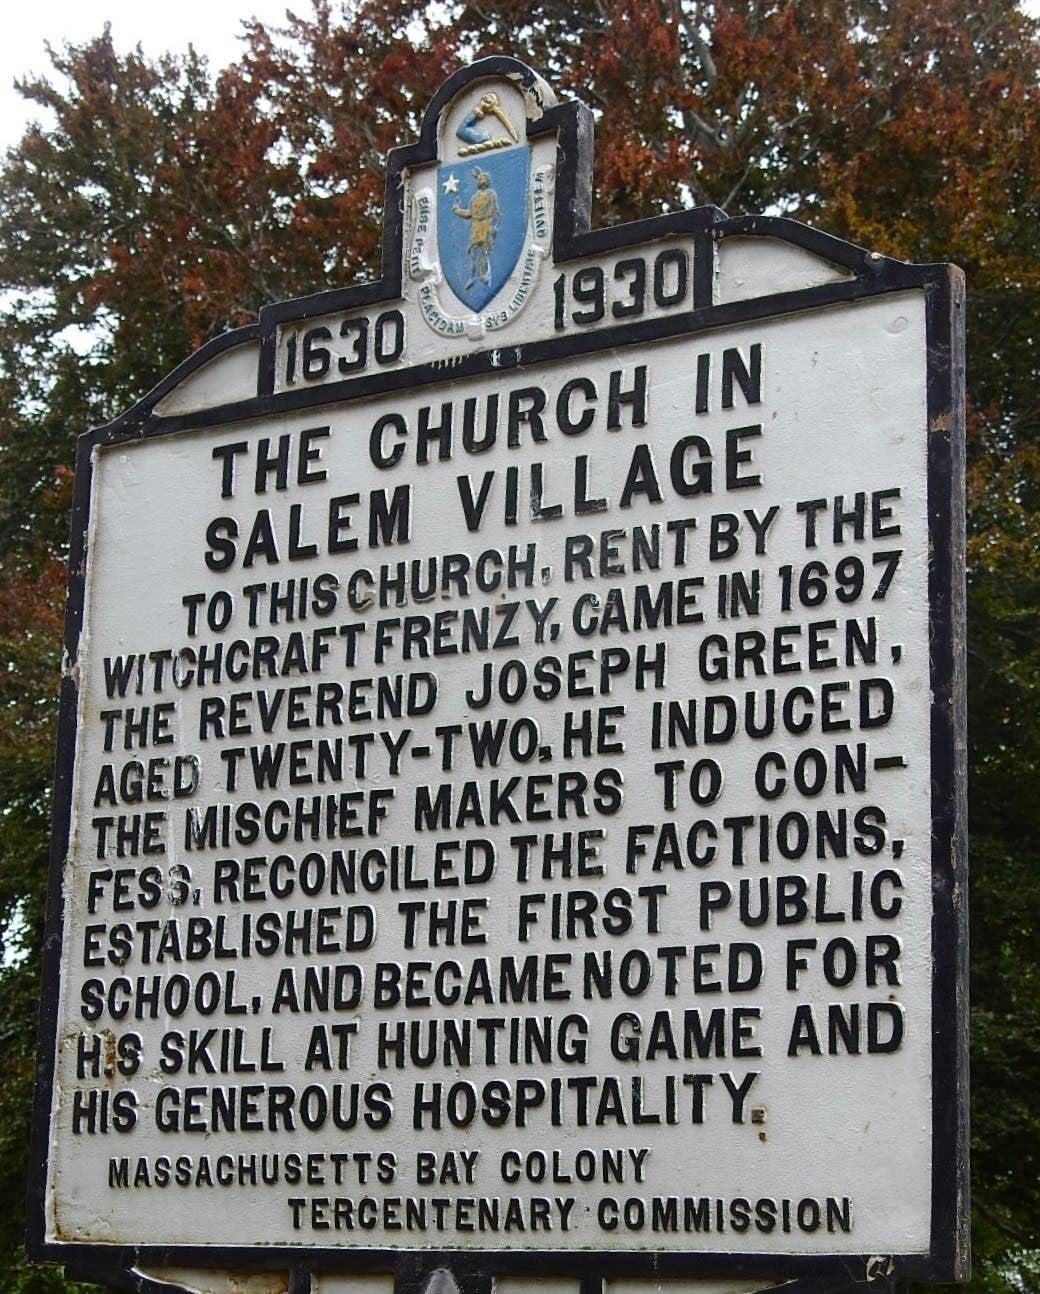 ENSE PETIT PLACIDAM SVB LIBERTATE QVIETEM
1630 1930
THE CHURCH IN
SALEM VILLAGE
TO THIS CHURCH, RENT BY THE
WITCHCRAFT FRENZY, CAME IN 1697
THE REVEREND JOSEPH GREEN,
AGED TWENTY-TWO. HE INDUCED
THE MISCHIEF MAKERS TO CON-
FESS, RECONCILED THE FACTIONS,
ESTABLISHED THE FIRST PUBLIC
SCHOOL, AND BECAME NOTED FOR
HIS SKILL AT HUNTING GAME AND
HIS GENEROUS HOSPITALITY.
MASSACHUSETTS BAY COLONY
TERCENTENARY COMMISSION